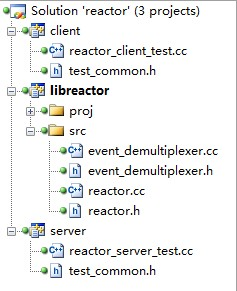 Solution 'reactor' (3 projects)
client
reactor_client_test.cc
test_common.h
libreactor
proj
src
event_demultiplexer.cc
event_demultiplexer.h
reactor.cc
reactor.h
server
reactor_server_test.cc
test_common.h